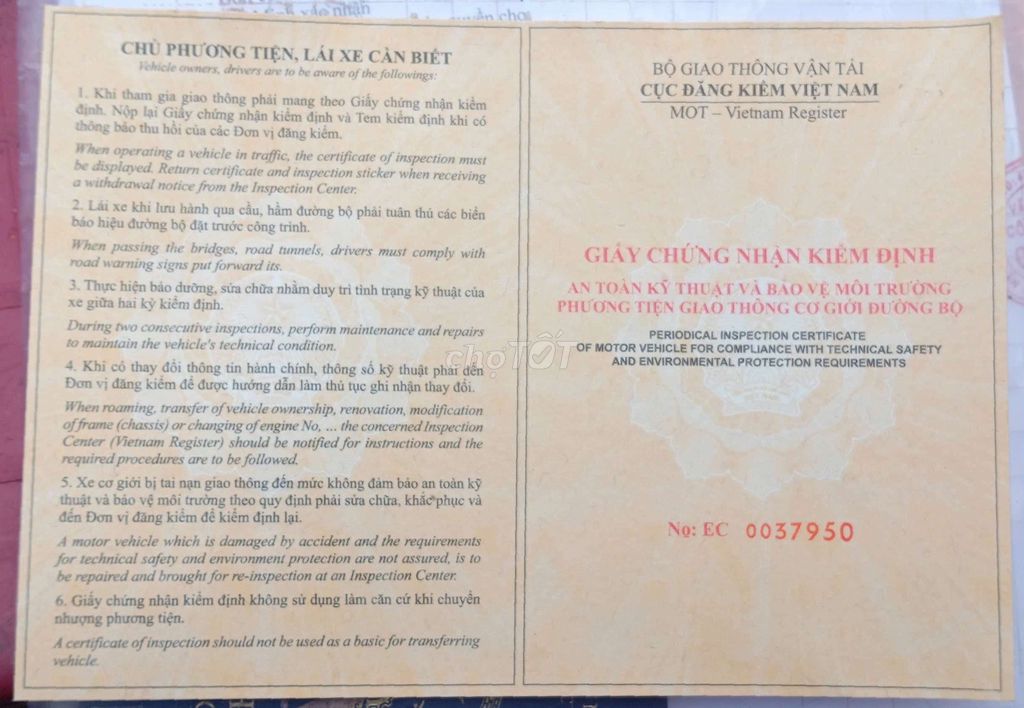 xác nhận
CHỦ PHƯƠNG TIỆN, LÁI XE CẦN BIẾT
Vehicle owners, drivers are to be aware of the followings:
1. Khi tham gia giao thông phải mang theo Giấy chứng nhận kiểm
định. Nộp lại Giấy chứng nhận kiểm định và Tem kiểm định khi có
thông báo thu hồi của các Đơn vị đăng kiểm.
When operating a vehicle in traffic, the certificate of inspection must
be displayed. Return certificate and inspection sticker when receiving
a withdrawal notice from the Inspection Center.
2. Lái xe khi lưu hành qua cầu, hầm đường bộ phải tuân thủ các biển
báo hiệu đường bộ đặt trước công trình.
When passing the bridges, road tunnels, drivers must comply with
road warning signs put forward its.
3. Thực hiện bảo dưỡng, sửa chữa nhằm duy trì tình trạng kỹ thuật của
xe giữa hai kỳ kiểm định.
During two consecutive inspections, perform maintenance and repairs
to maintain the vehicle's technical condition.
4. Khi có thay đổi thông tin hành chính, thông số kỹ thuật phải đến
Đơn vị đăng kiểm để được hướng dẫn làm thủ tục ghi nhận thay đổi.
When roaming, transfer of vehicle ownership, renovation, modification
of frame (chassis) or changing of engine No, ... the concerned Inspection
Center (Vietnam Register) should be notified for instructions and the
required procedures are to be followed.
5. Xe cơ giới bị tai nạn giao thông đến mức không đảm bảo an toàn kỹ
thuật và bảo vệ môi trường theo quy định phải sửa chữa, khắc phục và
đến Đơn vị đăng kiểm để kiểm định lại.
A motor vehicle which is damaged by accident and the requirements
for technical safety and environment protection are not assured, is to
be repaired and brought for re-inspection at an Inspection Center.
6. Giấy chứng nhận kiểm định không sử dụng làm căn cứ khi chuyển
nhượng phương tiện.
A certificate of inspection should not be used as a basic for transferring
vehicle.
BỘ GIAO THÔNG VẬN TẢI
CỤC ĐĂNG KIỂM VIỆT NAM
MOT – Vietnam Register
GIẤY CHỨNG NHẬN KIỂM ĐỊNH
AN TOÀN KỸ THUẬT VÀ BẢO VỆ MÔI TRƯỜNG
PHƯƠNG TIỆN GIAO THÔNG CƠ GIỚI ĐƯỜNG BỘ
PERIODICAL INSPECTION CERTIFICATE
OF MOTOR VEHICLE FOR COMPLIANCE WITH TECHNICAL SAFETY
AND ENVIRONMENTAL PROTECTION REQUIREMENTS
chợTỐT
VIỆT NAM
No: EC 0037950